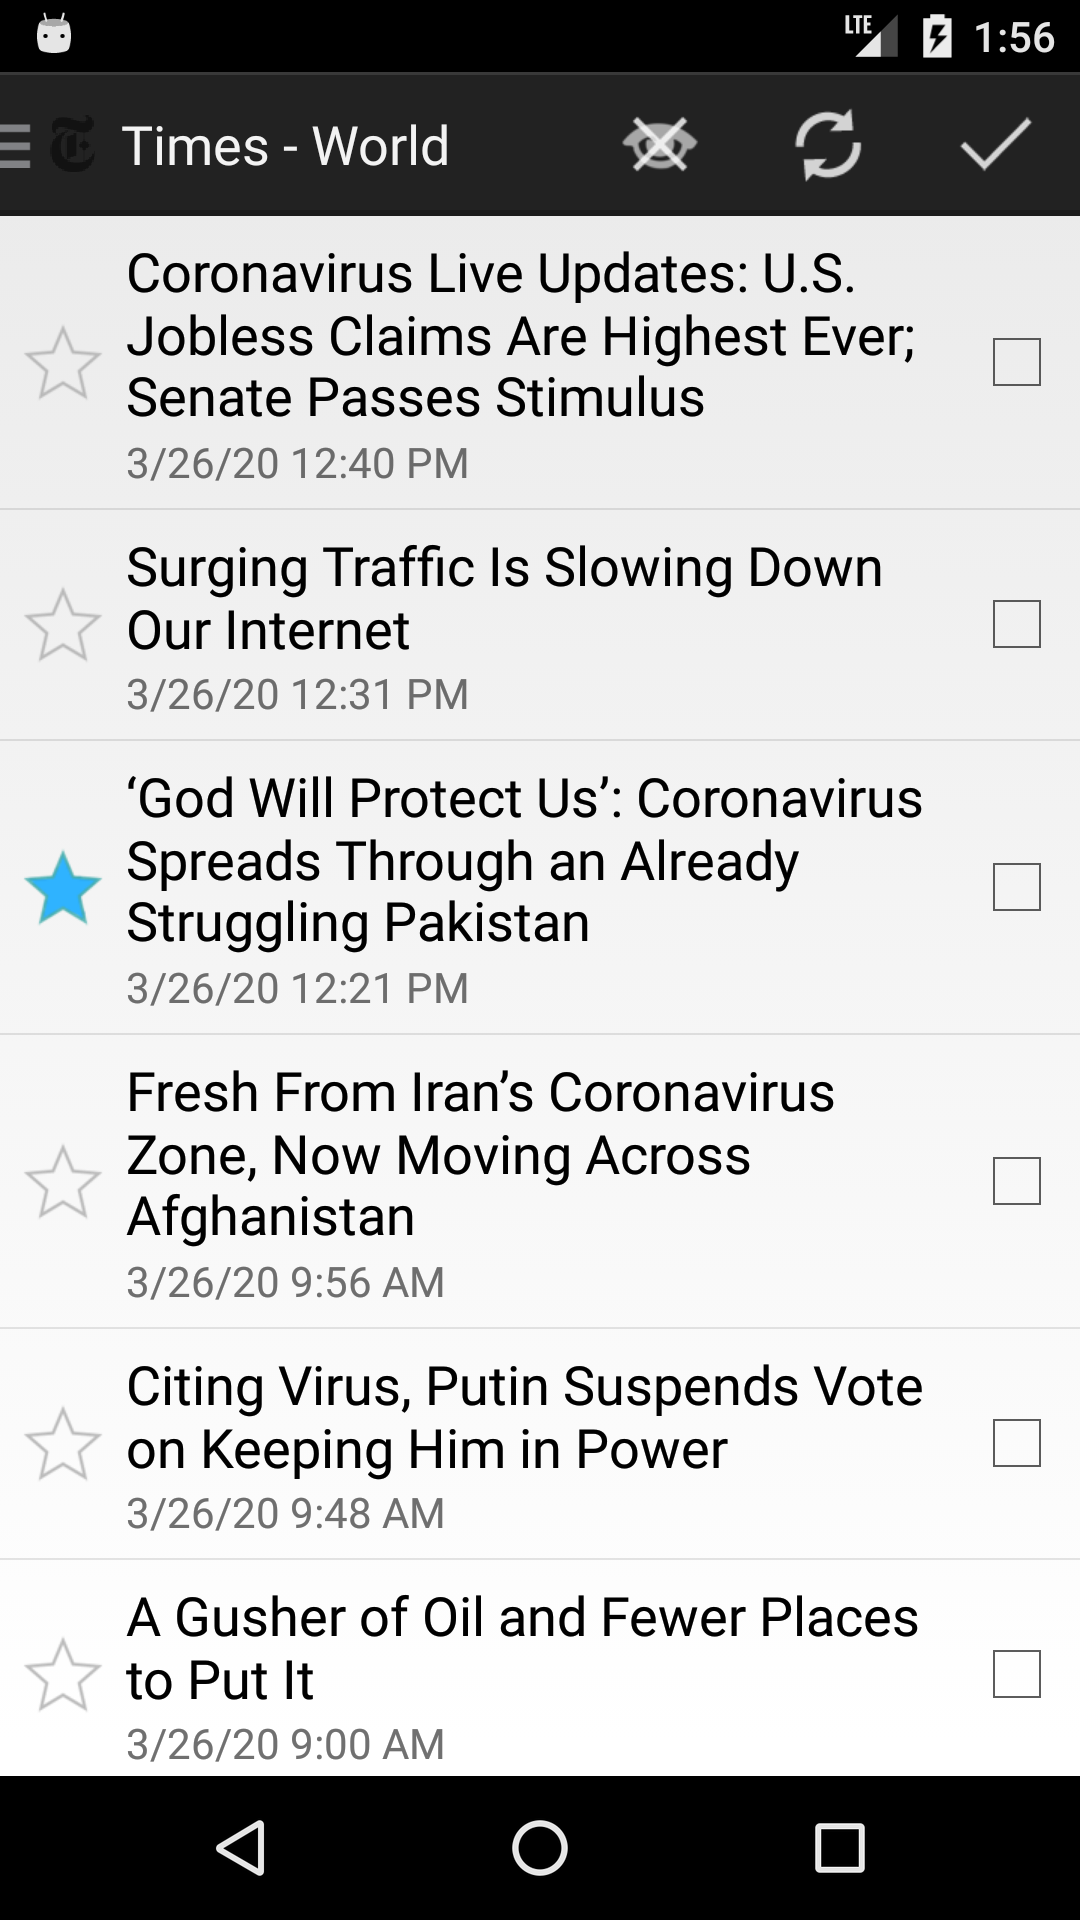 LTE 1:56
Times - World
Coronavirus Live Updates: U.S.
Jobless Claims Are Highest Ever;
Senate Passes Stimulus
3/26/20 12:40 PM
Surging Traffic Is Slowing Down
Our Internet
3/26/20 12:31 PM
‘God Will Protect Us’: Coronavirus
Spreads Through an Already
Struggling Pakistan
3/26/20 12:21 PM
Fresh From Iran’s Coronavirus
Zone, Now Moving Across
Afghanistan
3/26/20 9:56 AM
Citing Virus, Putin Suspends Vote
on Keeping Him in Power
3/26/20 9:48 AM
A Gusher of Oil and Fewer Places
to Put It
3/26/20 9:00 AM